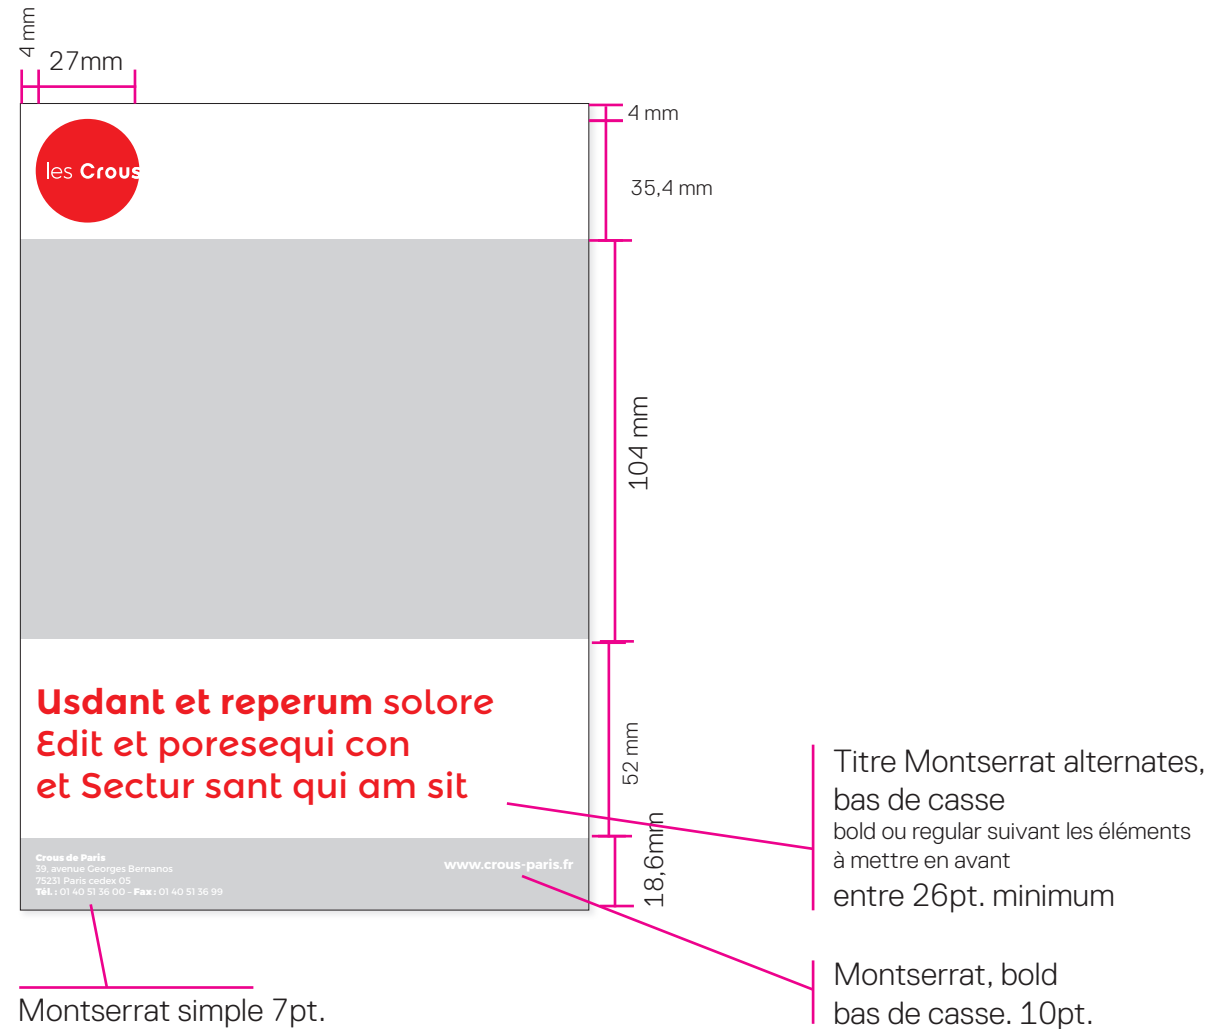 4 mm
27mm
4 mm
les Crous
35,4 mm
104 mm
Usdant et reperum solore
Edit et poresequi con
et Sectur sant qui am sit
52 mm
Titre Montserrat alternates,
bas de casse
bold ou regular suivant les éléments
à mettre en avant
entre 26pt. minimum
18,6mm
Crous de Paris
39, avenue Georges Bernanos
75231 Paris cedex 05
Tél. : 01 40 51 36 00 - Fax : 01 40 51 36 99
www.crous-paris.fr
Montserrat, bold
bas de casse. 10pt.
Montserrat simple 7pt.